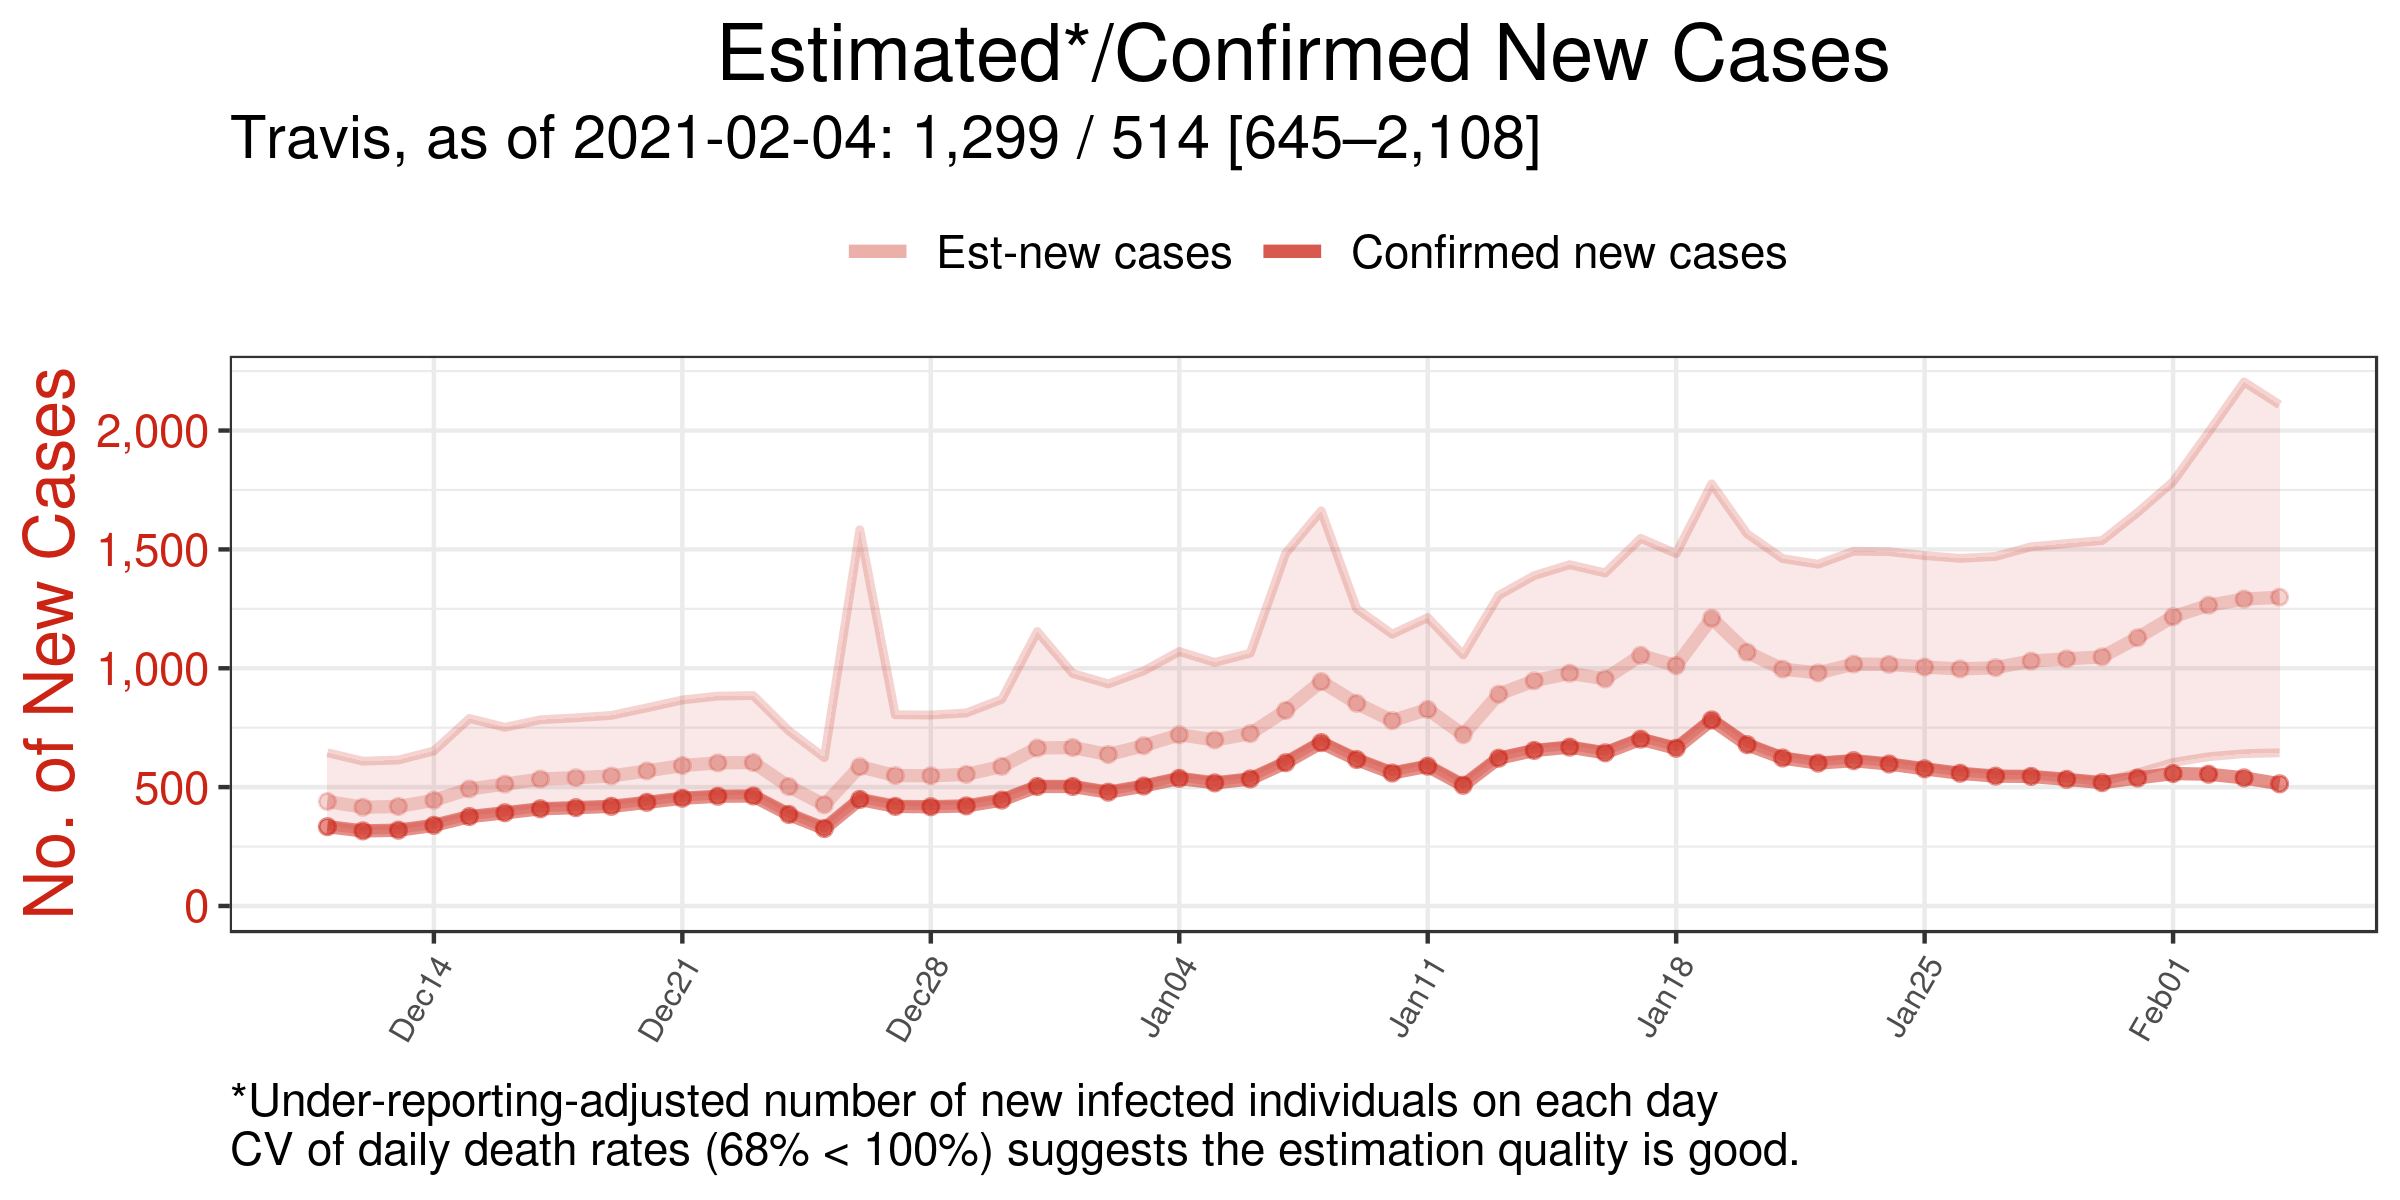 Estimated*/Confirmed New Cases
Travis, as of 2021-02-04: 1,299 / 514 [645–2,108]
Est-new cases
Confirmed new cases
No. of New Cases
2,000
1,500
1,000
500
0
Dec14
Dec21
Dec28
Jan04
Jan11
Jan18
Jan25
Feb01
*Under-reporting-adjusted number of new infected individuals on each day
CV of daily death rates (68% < 100%) suggests the estimation quality is good.